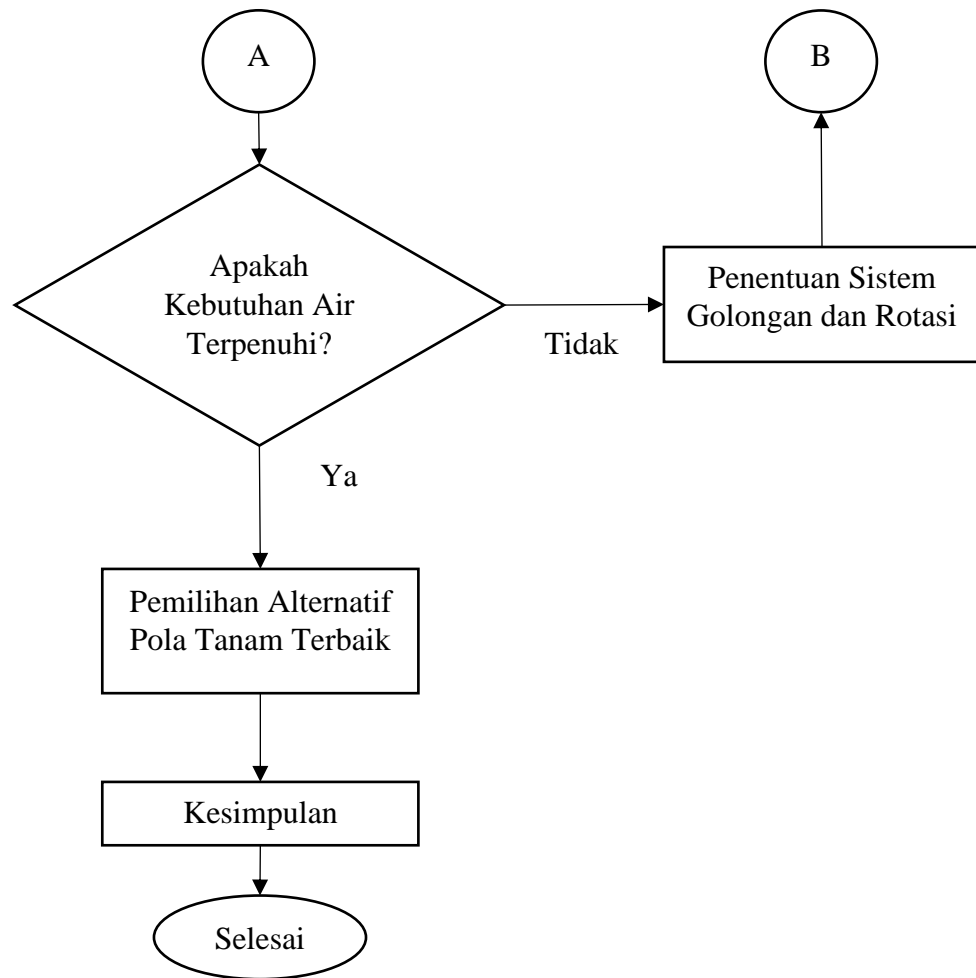 A
B
Apakah
Kebutuhan Air
Terpenuhi?
Penentuan Sistem
Golongan dan Rotasi
Tidak
Ya
Pemilihan Alternatif
Pola Tanam Terbaik
Kesimpulan
Selesai